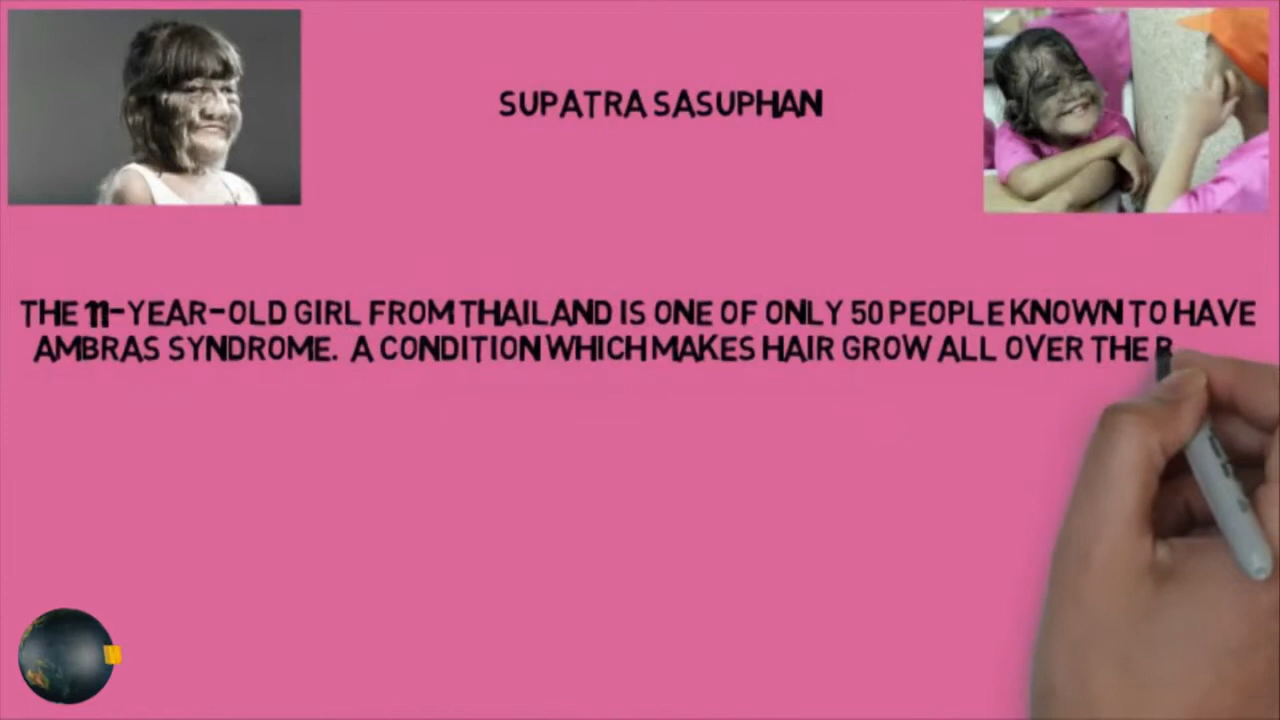 SUPATRA SASUPHAN
THE 11-YEAR-OLD GIRL FROM THAILAND IS ONE OF ONLY 50 PEOPLE KNOWN TO HAVE
AMBRAS SYNDROME. A CONDITION WHICH MAKES HAIR GROW ALL OVER THE